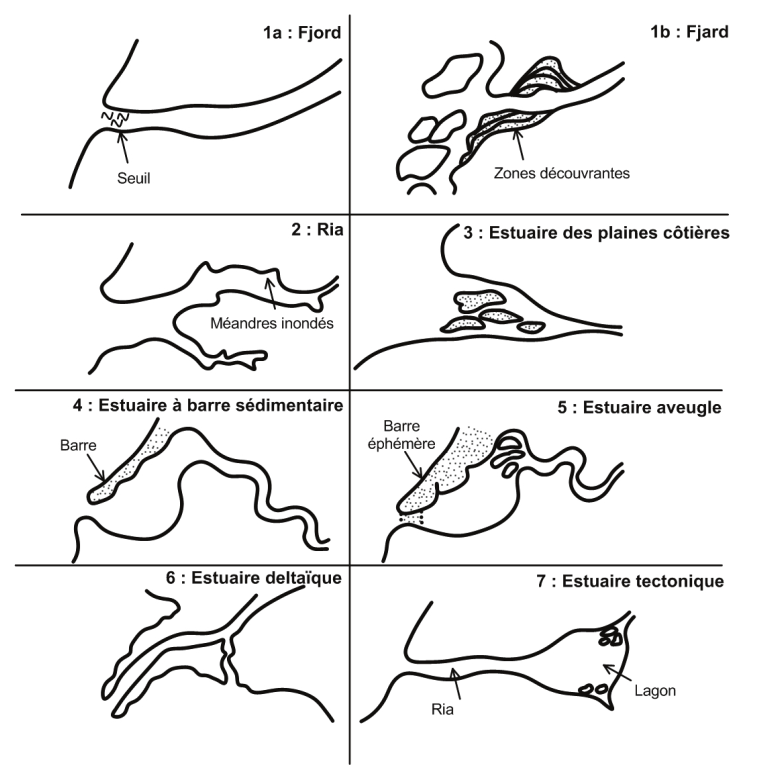 1a : Fjord
Seuil
1b : Fjard
Zones découvrantes
2 : Ria
Méandres inondés
3 : Estuaire des plaines côtières
4 : Estuaire à barre sédimentaire
Barre
5 : Estuaire aveugle
Barre
éphémère
6 : Estuaire deltaïque
7 : Estuaire tectonique
Ria
Lagon